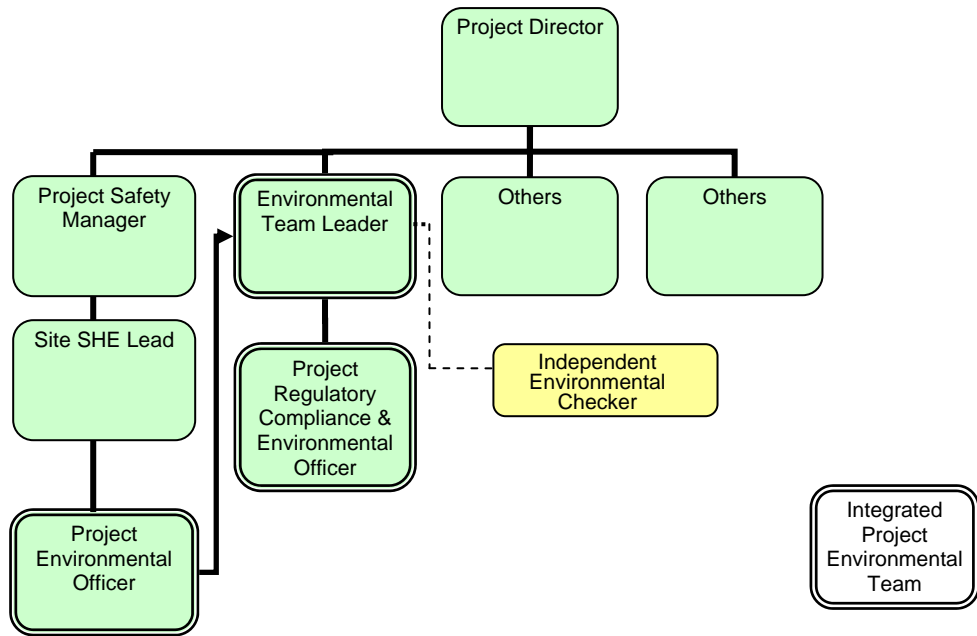 Project Director
Project Safety
Manager
Environmental
Team Leader
Others
Others
Site SHE Lead
Project
Regulatory
Compliance &
Environmental
Officer
Independent
Environmental
Checker
Project
Environmental
Officer
Integrated
Project
Environmental
Team